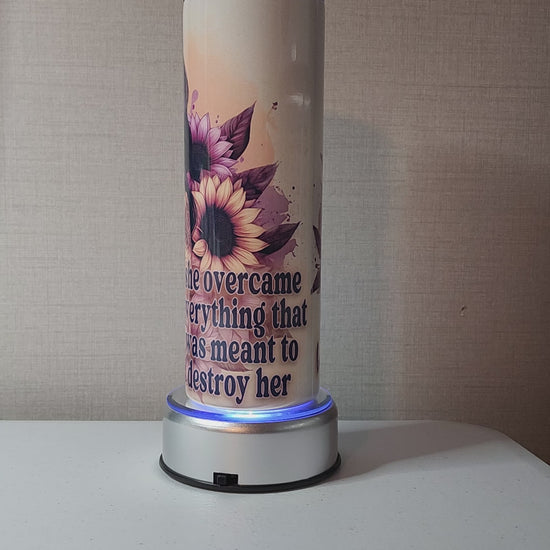 he overcame
verything that
was meant to
destroy her